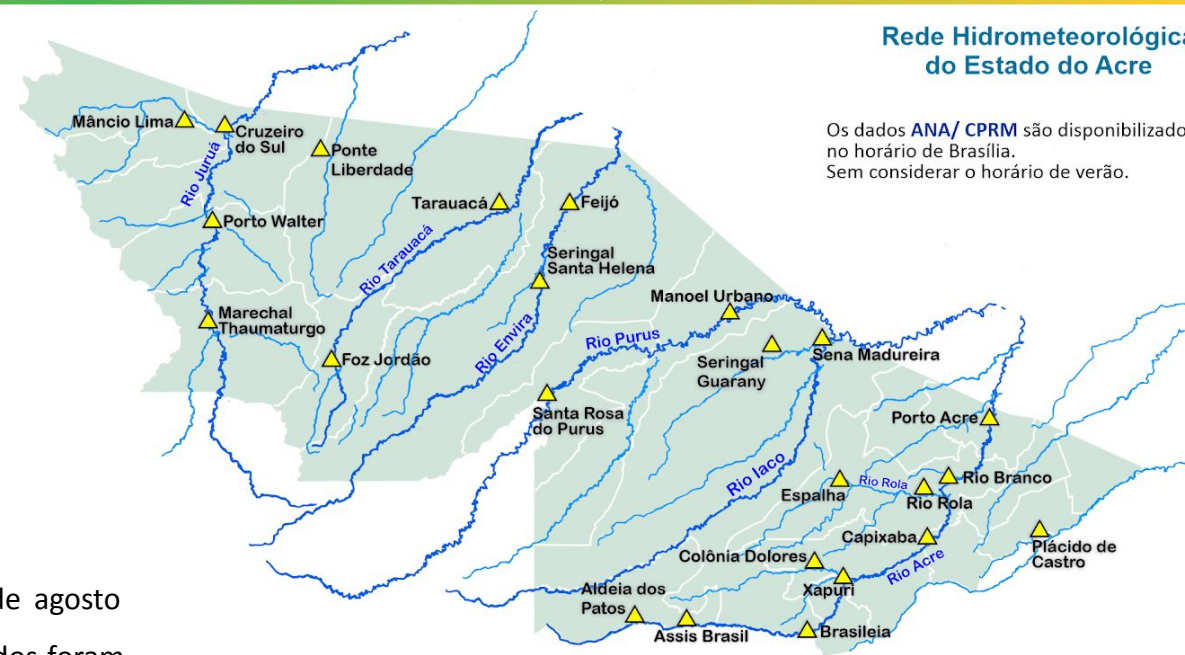 Rede Hidrometeorológica
do Estado do Acre
Os dados ANA/ CPRM são disponibilizado
no horário de Brasília.
Sem considerar o horário de verão.
Mâncio Lima
Cruzeiro
do Sul
Ponte
Liberdade
Rio Juruá
Porto Walter
Tarauacá
Feijó
Rio Tarauacá
Seringal
Santa Helena
Manoel Urbano
Marechal
Thaumaturgo
Rio Envira
Rio Purus
Foz Jordão
Seringal
Guarany
Sena Madureira
Santa Rosa
do Purus
Porto Acre
Rio Iaco
Espalha
Rio Rola
Rio Rola
Rio Branco
Capixaba
Plácido de
Castro
Colônia Dolores
Rio Acre
Xapuri
Aldeia dos
Patos
Assis Brasil
Brasileia
de agosto
dos foram